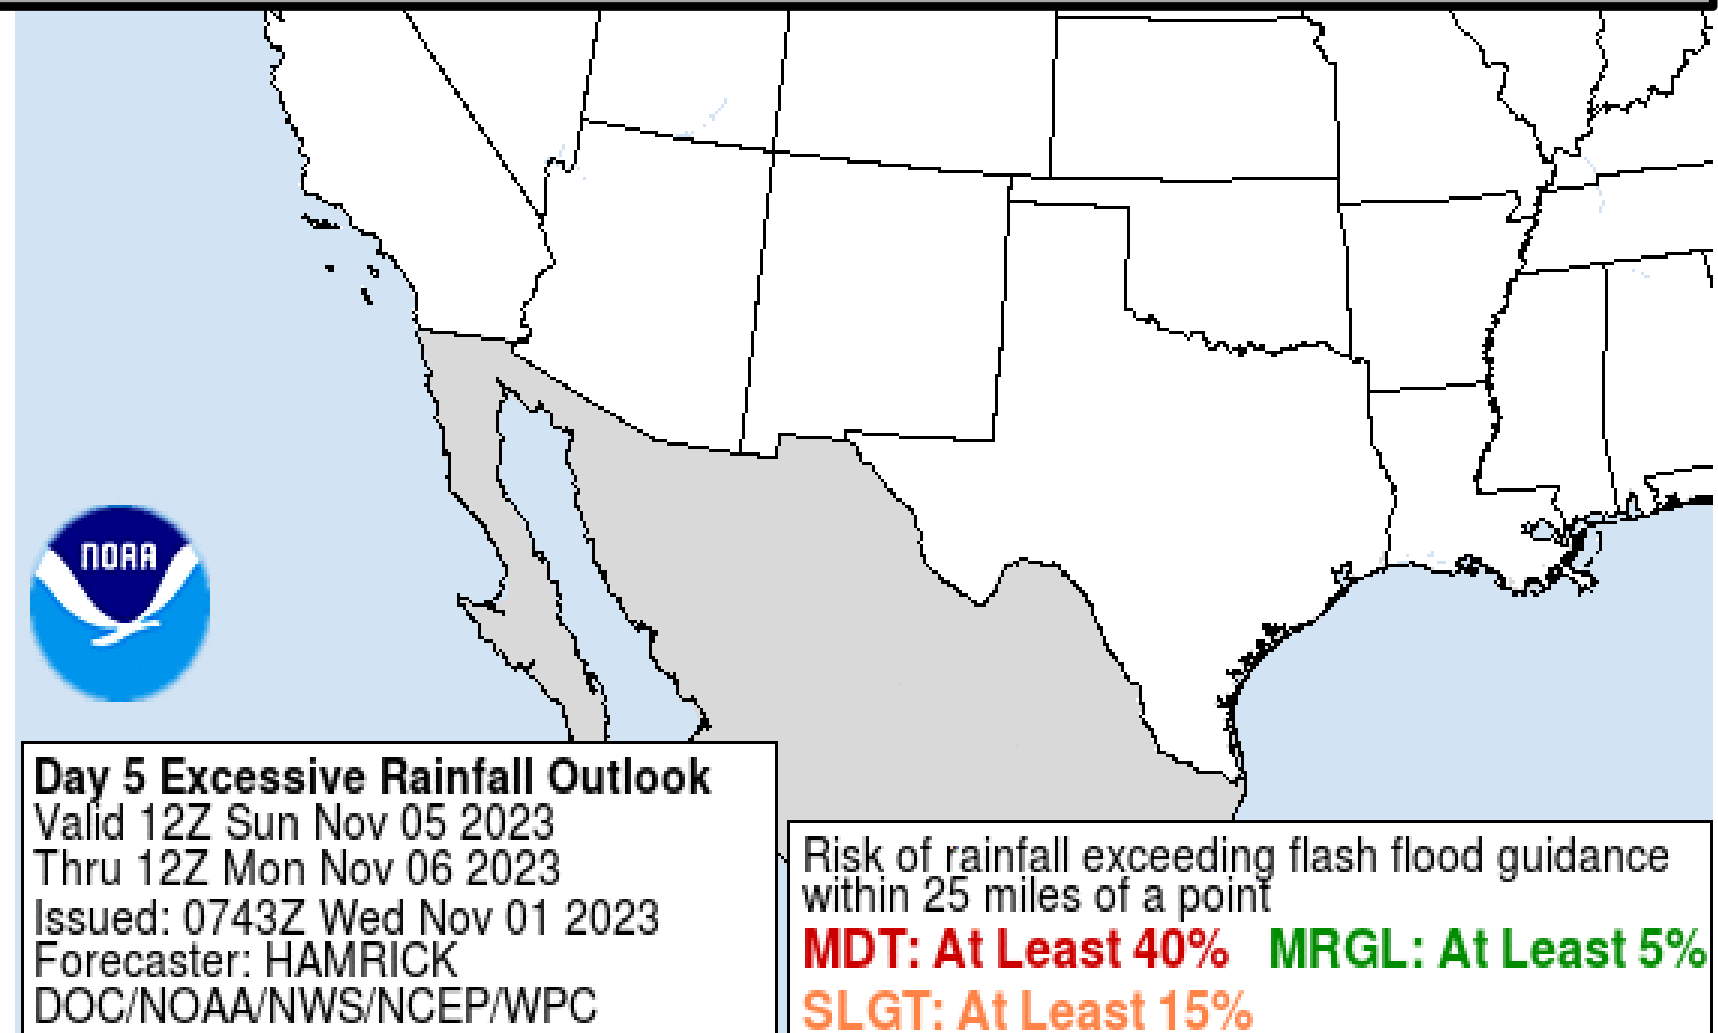 NOAA
Day 5 Excessive Rainfall Outlook
Valid 12Z Sun Nov 05 2023
Thru 12Z Mon Nov 06 2023
Issued: 0743Z Wed Nov 01 2023
Forecaster: HAMRICK
DOC/NOAA/NWS/NCEP/WPC
Risk of rainfall exceeding flash flood guidance
within 25 miles of a point
MDT: At Least 40% MRGL: At Least 5%
SLGT: At Least 15%